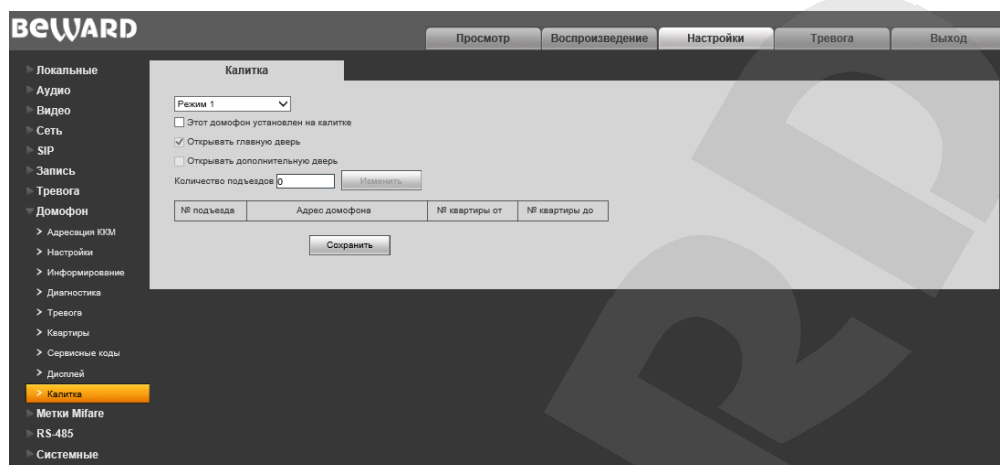 BEWARD
Просмотр Воспроизведение Настройки Тревога Выход
Локальные
Аудио
Видео
Сеть
SIP
Запись
Тревога
Домофон
Адресация ККМ
Настройки
Информирование
Диагностика
Тревога
Квартиры
Сервисные коды
Дисплей
Калитка
Метки Mifare
RS-485
Системные
Калитка
Режим 1
Этот домофон установлен на калитке
Открывать главную дверь
Открывать дополнительную дверь
Количество подъездов 0 Изменить
№ подъезда Адрес домофона № квартиры от № квартиры до
Сохранить